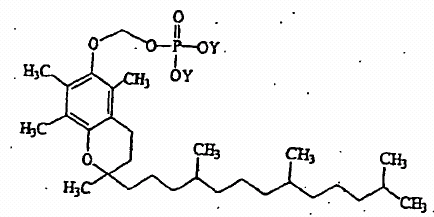 O
O O P OY
OY
H₃C CH₃
H₃C O CH₃ CH₃ CH₃
H₃C CH₃